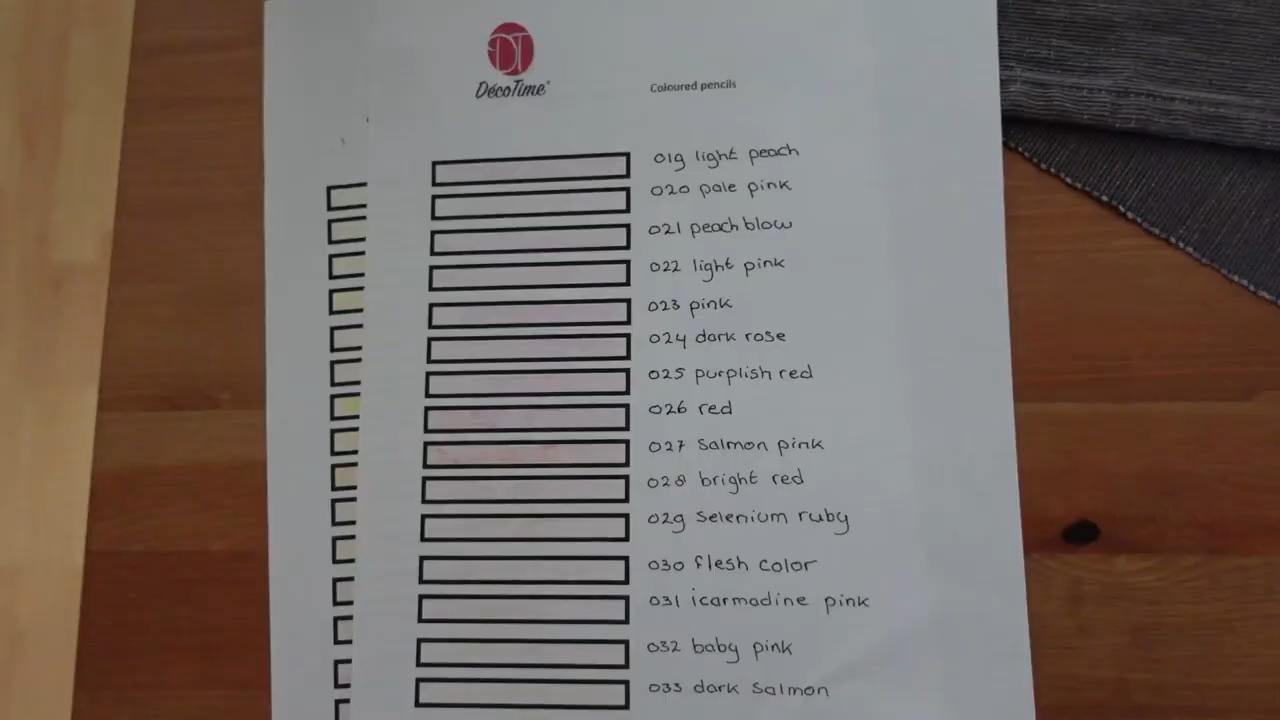 DT
DécoTime®
Coloured pencils
019 light peach
020 pale pink
021 peach blow
022 light pink
023 pink
024 dark rose
025 purplish red
026 red
027 Salmon pink
028 bright red
029 Selenium ruby
030 flesh color
031 icarmadine pink
032 baby pink
033 dark Salmon